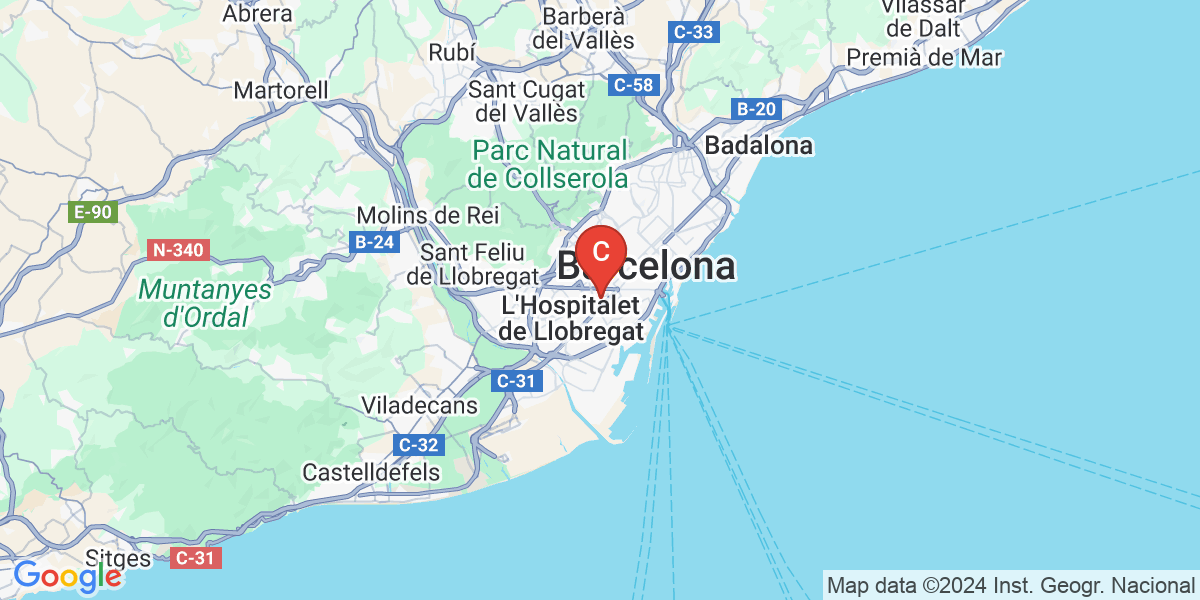 Abrera
Barberà
del Vallès
Vilassar
de Dalt
C-33
Rubí
Premià de Mar
Martorell
Sant Cugat
del Vallès
C-58
B-20
Parc Natural
de Collserola
Badalona
E-90
Molins de Rei
N-340
B-24
Sant Feliu
de Llobregat
C
Barcelona
Muntanyes
d'Ordal
L'Hospitalet
de Llobregat
C-31
Viladecans
C-32
Castelldefels
Sitges
C-31
Google
Map data ©2024 Inst. Geogr. Nacional